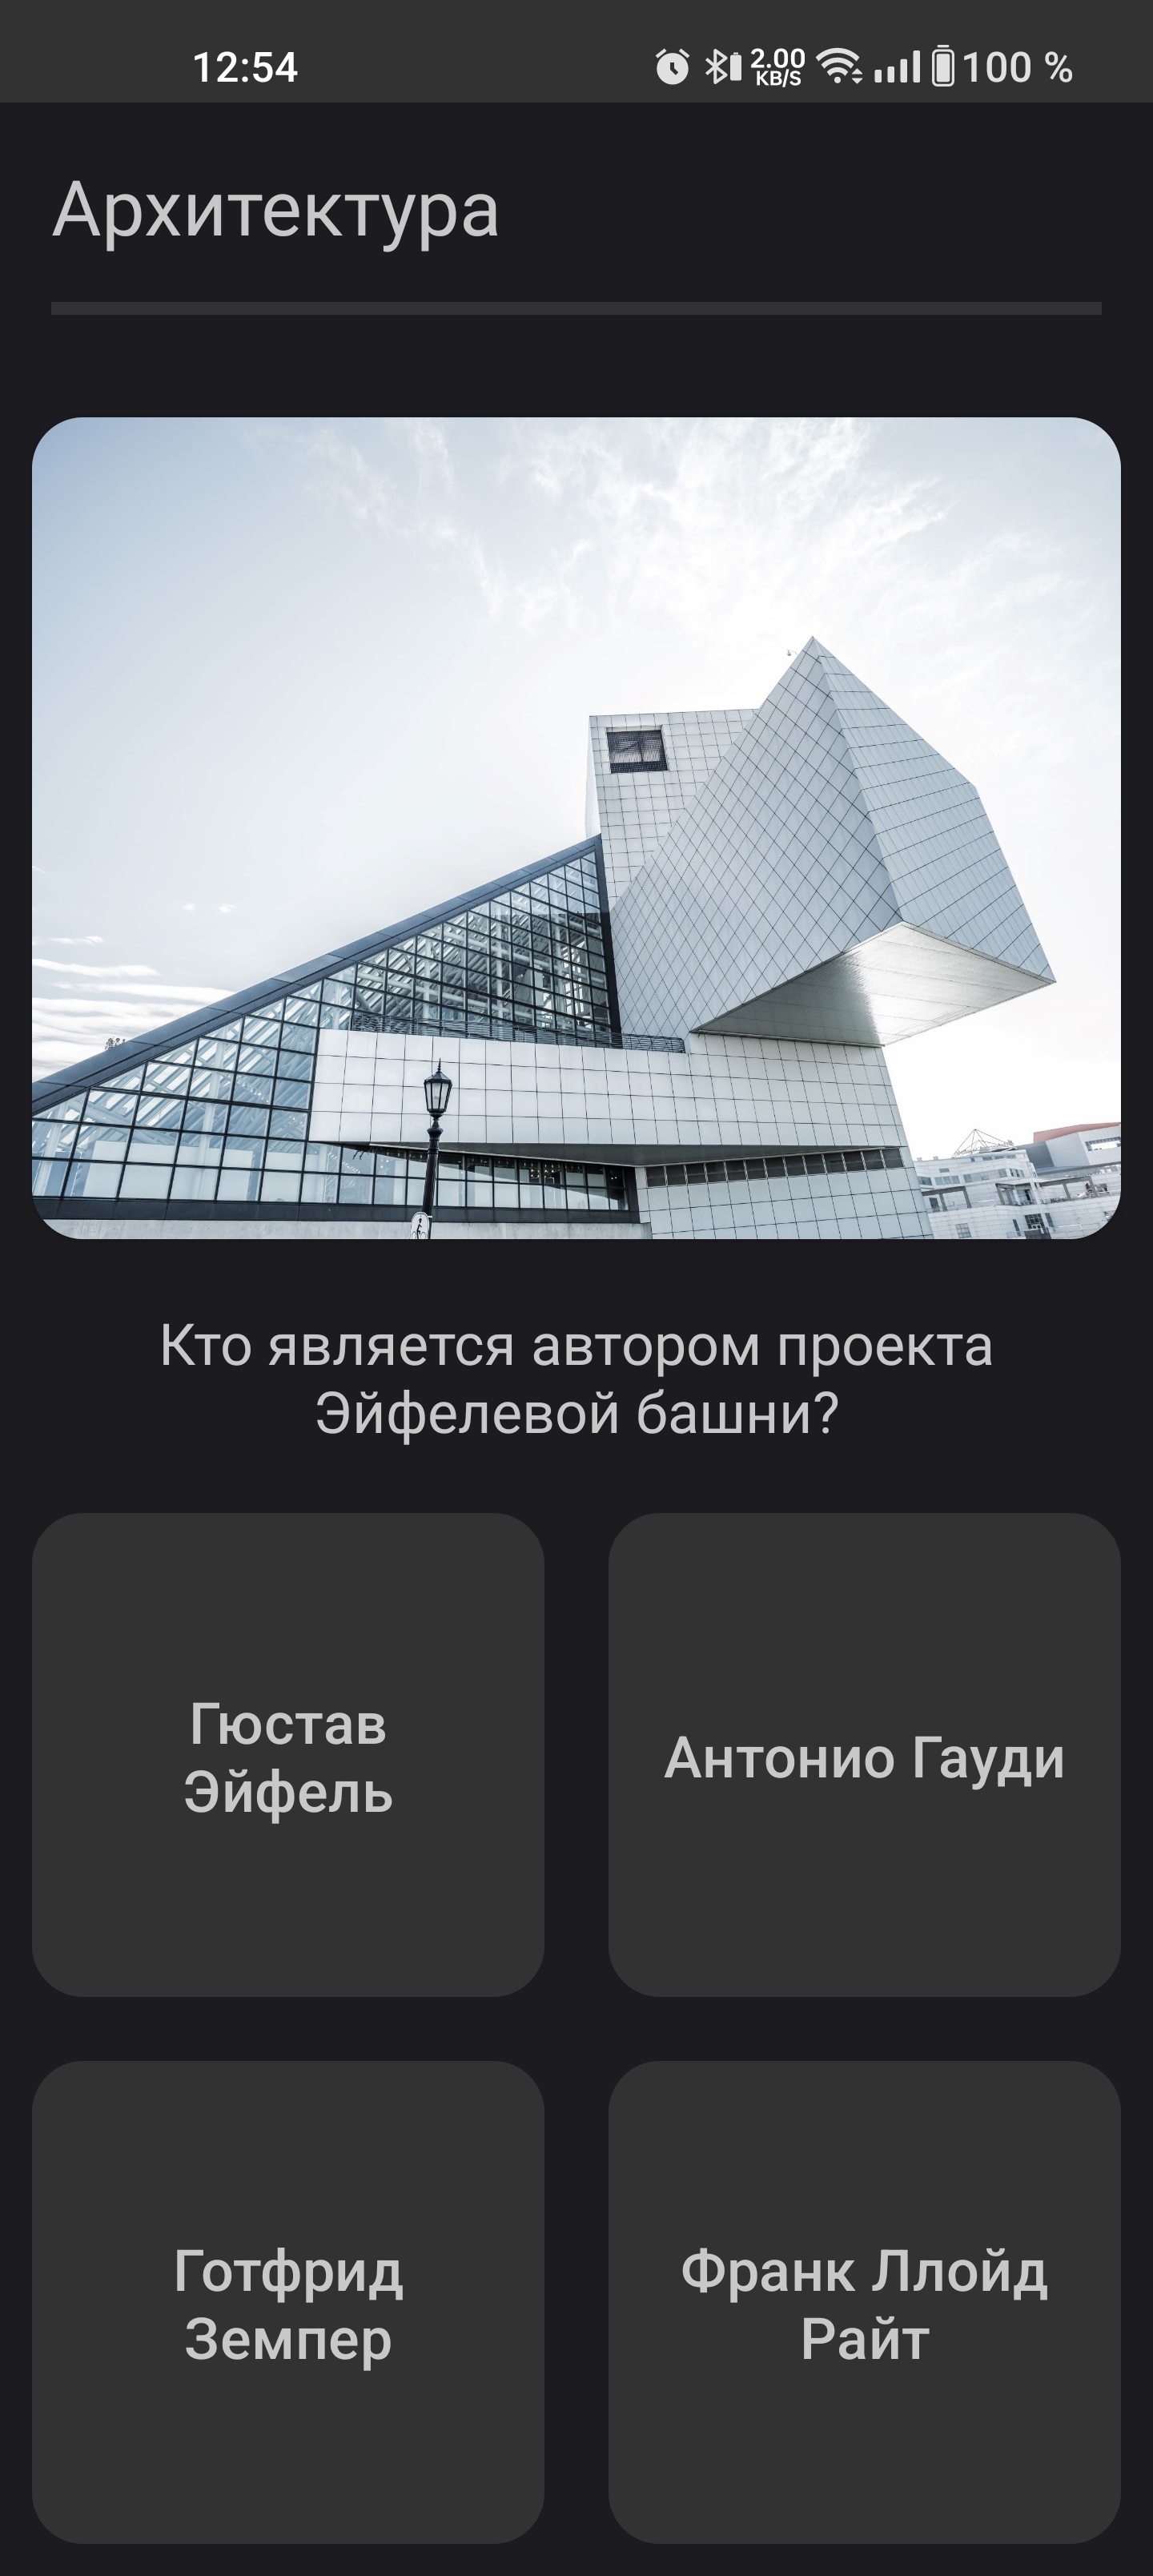 12:54
2.00
KB/S
100 %
Архитектура
Кто является автором проекта
Эйфелевой башни?
Гюстав
Эйфель
Антонио Гауди
Готфрид
Земпер
Франк Ллойд
Райт